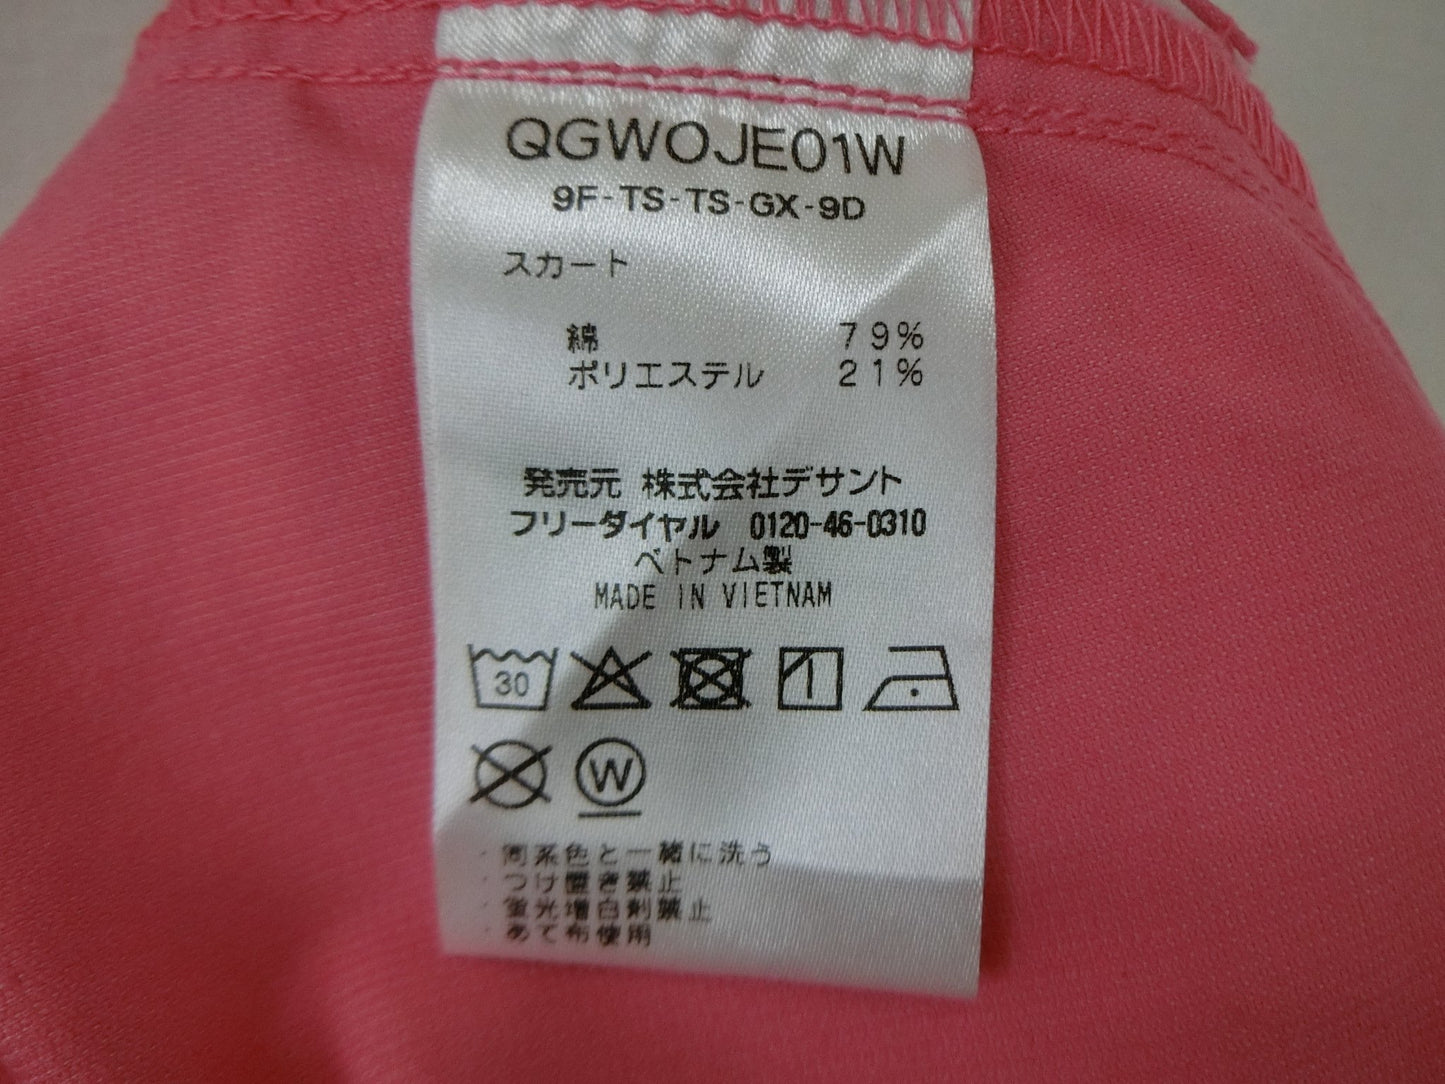 QGWOJE01W
9F-TS-TS-GX-9D
スカート
綿 79%
ポリエステル 21%
発売元 株式会社デサント
フリーダイヤル 0120-46-0310
ベトナム製
MADE IN VIETNAM
30
W
・同系色と一緒に洗う
・つけ置き禁止
・蛍光増白剤禁止
・あて布使用